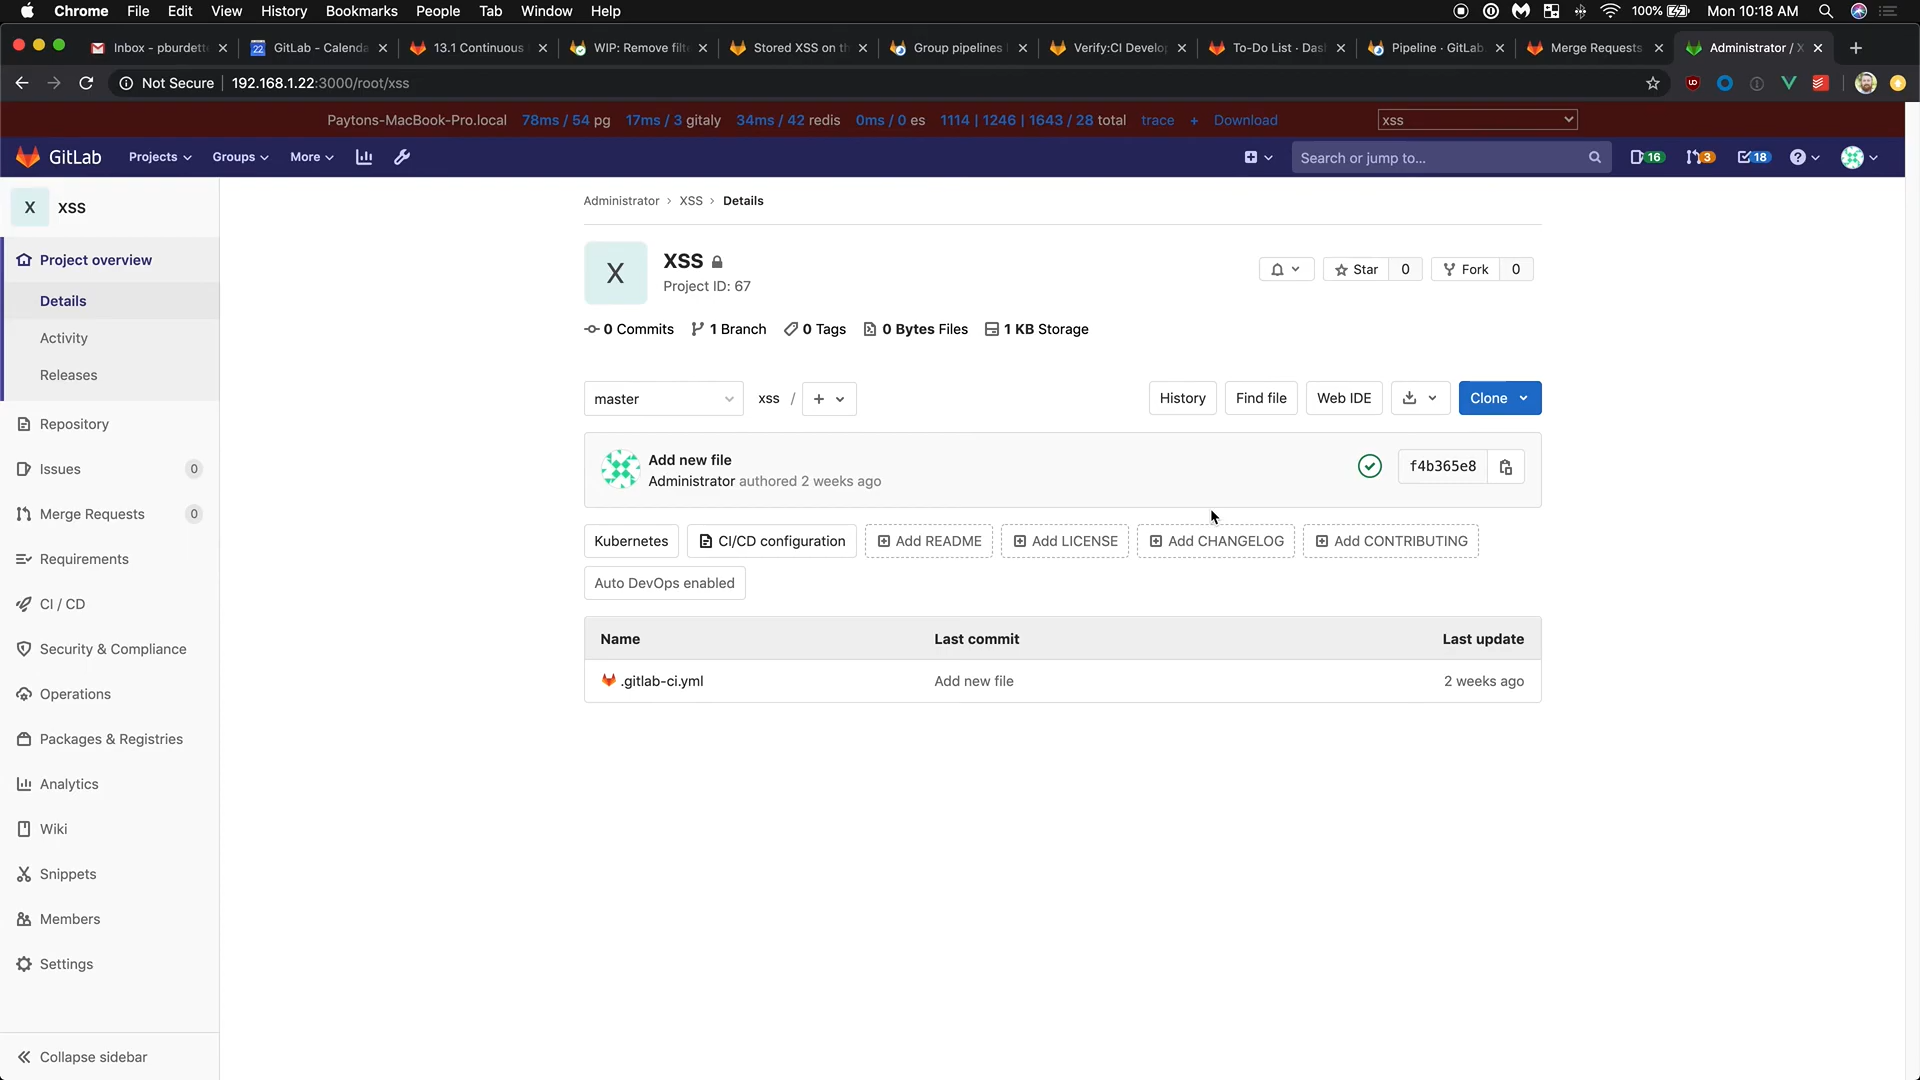 Chrome File Edit View History Bookmarks People Tab Window Help 100% Mon 10:18 AM
Inbox - pburdett GitLab - Calenda 13.1 Continuous WIP: Remove filte Stored XSS on th Group pipelines Verify:CI Develop To-Do List · Das Pipeline · GitLab Merge Requests Administrator / X
Not Secure 192.168.1.22:3000/root/xss
Paytons-MacBook-Pro.local 78ms / 54 pg 17ms / 3 gitaly 34ms / 42 redis 0ms / 0 es 1114 | 1246 | 1643 / 28 total trace + Download xss
GitLab Projects Groups More Search or jump to... 16 3 18
X XSS
Administrator > XSS > Details
Project overview
Details
Activity
Releases
Repository
Issues 0
Merge Requests 0
Requirements
CI / CD
Security & Compliance
Operations
Packages & Registries
Analytics
Wiki
Snippets
Members
Settings
Collapse sidebar
X XSS
Project ID: 67
Star 0 Fork 0
0 Commits 1 Branch 0 Tags 0 Bytes Files 1 KB Storage
master xss / + History Find file Web IDE Clone
Add new file
Administrator authored 2 weeks ago
f4b365e8
Kubernetes CI/CD configuration Add README Add LICENSE Add CHANGELOG Add CONTRIBUTING
Auto DevOps enabled
Name Last commit Last update
.gitlab-ci.yml Add new file 2 weeks ago